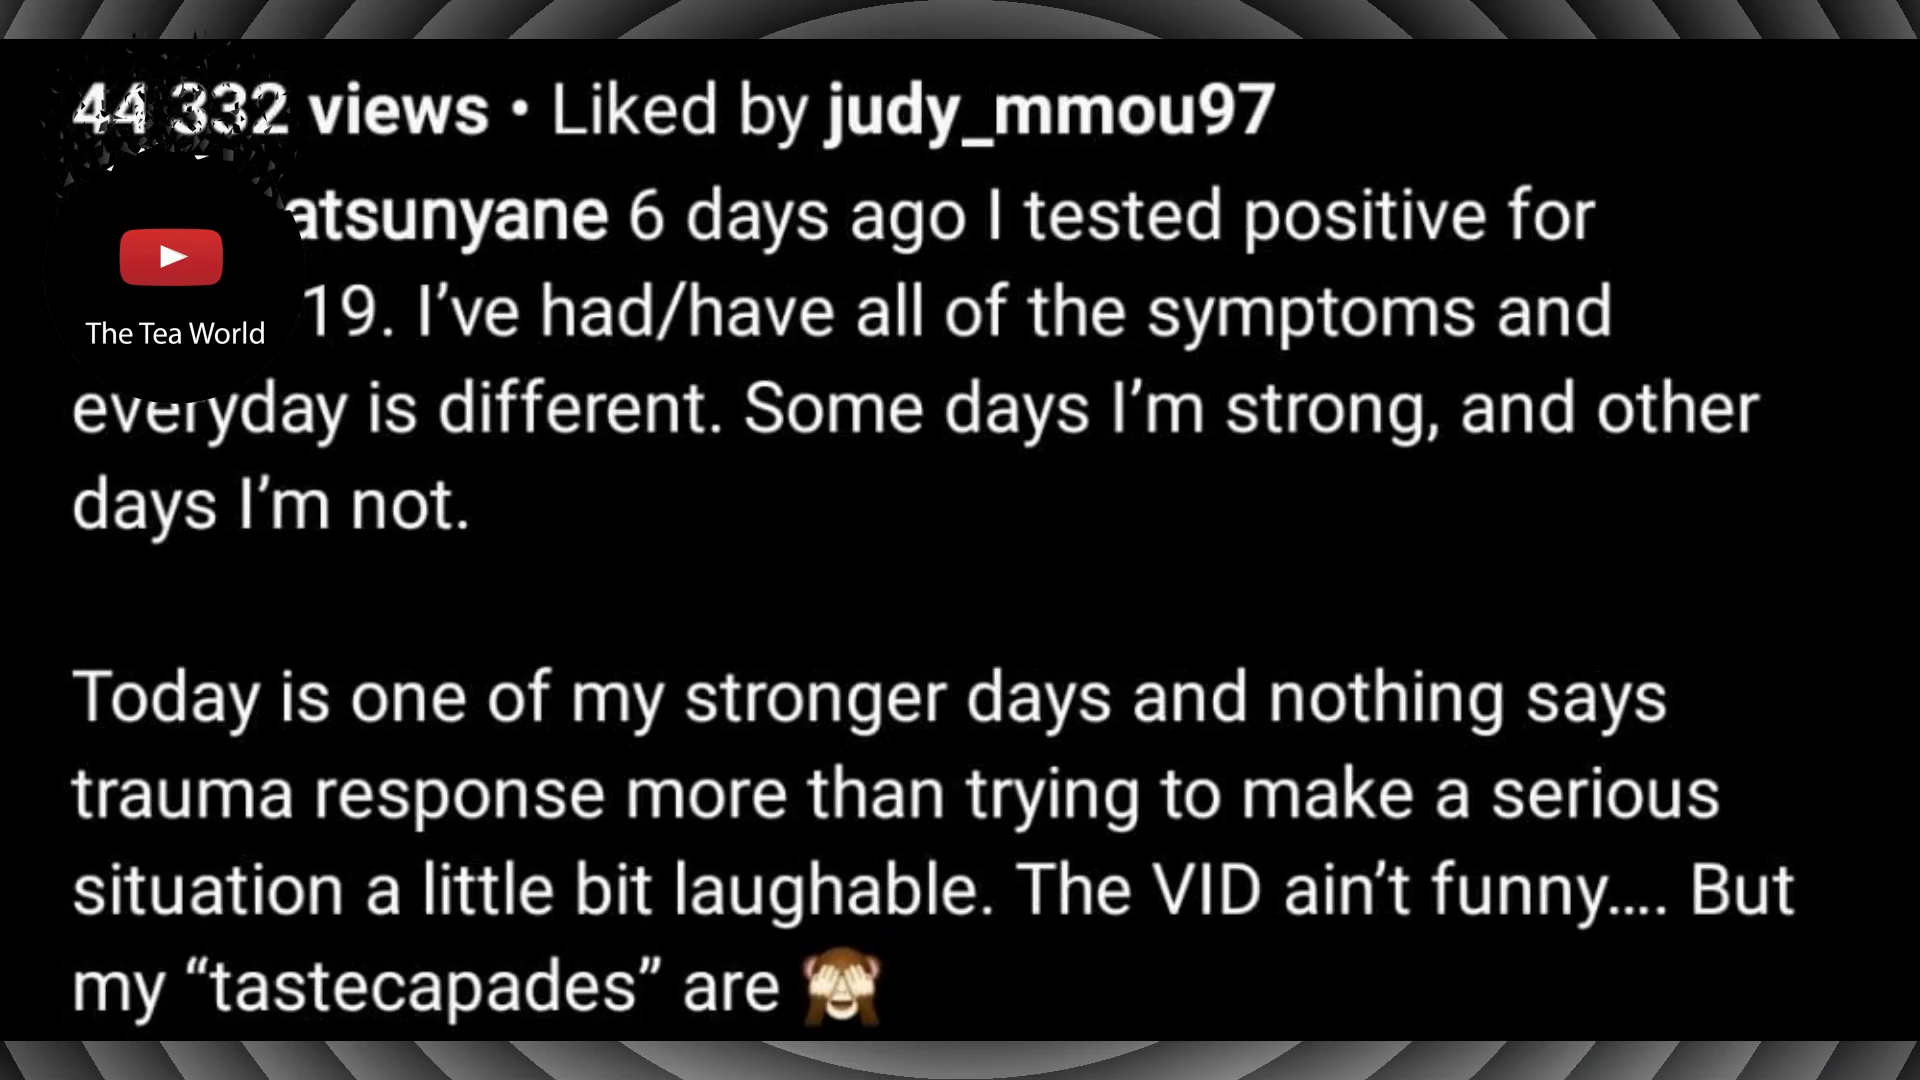 44 332 views • Liked by judy_mmou97
atsunyane 6 days ago I tested positive for
19. I’ve had/have all of the symptoms and
everyday is different. Some days I’m strong, and other
days I’m not.
Today is one of my stronger days and nothing says
trauma response more than trying to make a serious
situation a little bit laughable. The VID ain’t funny.... But
my “tastecapades” are 🙈
The Tea World